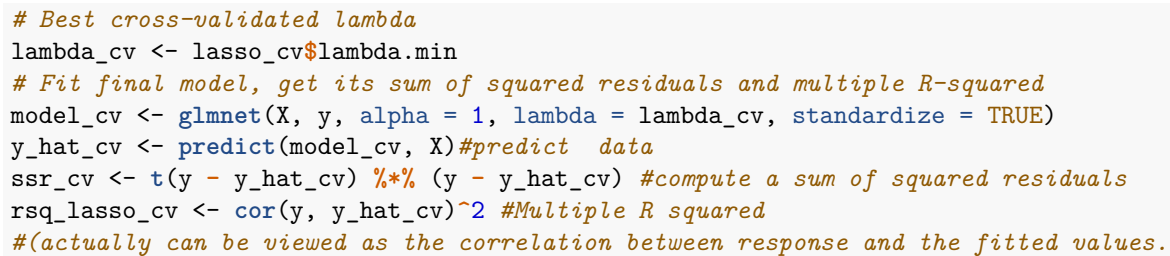 # Best cross-validated lambda
lambda_cv <- lasso_cv$lambda.min
# Fit final model, get its sum of squared residuals and multiple R-squared
model_cv <- glmnet(X, y, alpha = 1, lambda = lambda_cv, standardize = TRUE)
y_hat_cv <- predict(model_cv, X)#predict  data
ssr_cv <- t(y - y_hat_cv) %*% (y - y_hat_cv) #compute a sum of squared residuals
rsq_lasso_cv <- cor(y, y_hat_cv)^2 #Multiple R squared
#(actually can be viewed as the correlation between response and the fitted values.